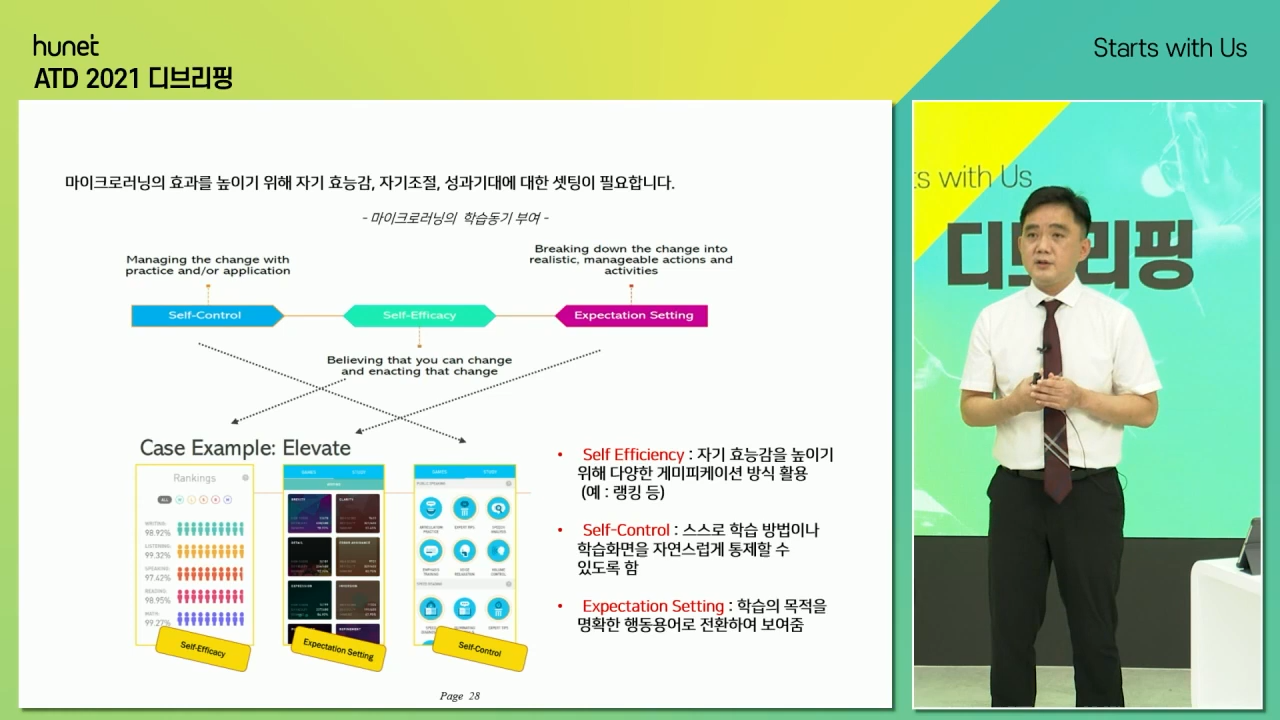 hunet
ATD 2021 디브리핑
Starts with Us
마이크로러닝의 효과를 높이기 위해 자기 효능감, 자기조절, 성과기대에 대한 셋팅이 필요합니다.
- 마이크로러닝의 학습동기 부여 -
Managing the change with
practice and/or application
Breaking down the change into
realistic, manageable actions and
activities
Self-Control
Self-Efficacy
Expectation Setting
Believing that you can change
and enacting that change
Case Example: Elevate
Rankings
ALL
WRITING:
98.92%
LISTENING:
99.32%
SPEAKING:
97.42%
READING:
98.95%
MATH:
99.27%
Self-Efficacy
Expectation Setting
Self-Control
• Self Efficiency : 자기 효능감을 높이기
위해 다양한 게미피케이션 방식 활용
(예 : 랭킹 등)
• Self-Control : 스스로 학습 방법이나
학습화면을 자연스럽게 통제할 수
있도록 함
• Expectation Setting : 학습의 목적을
명확한 행동용어로 전환하여 보여줌
Page 28
ts with Us
디브리핑